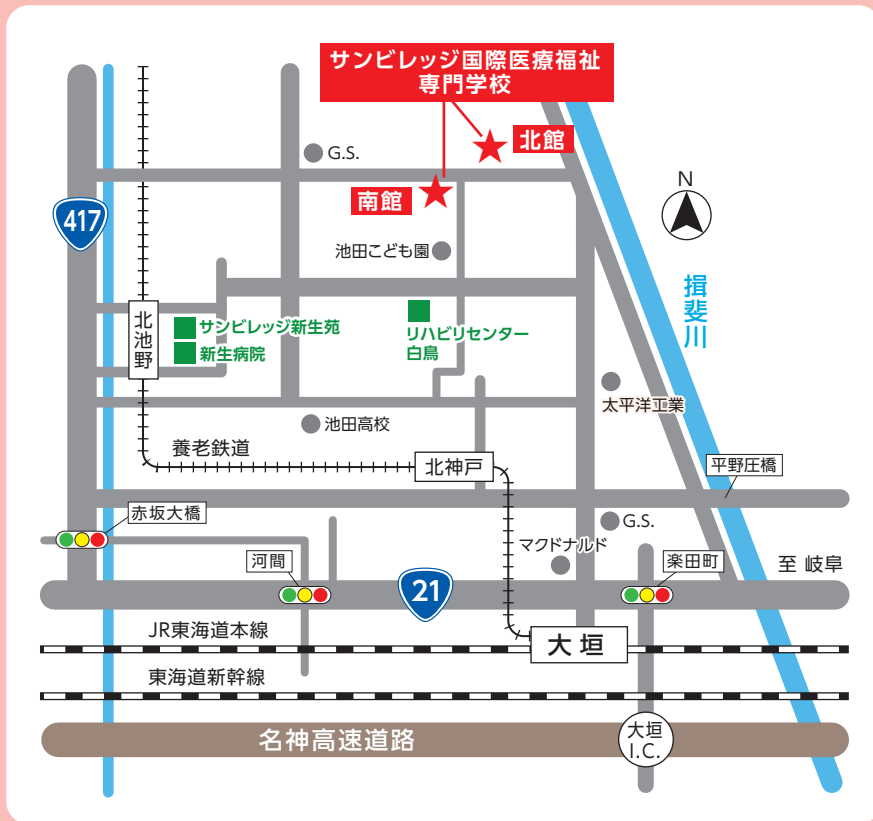 サンビレッジ国際医療福祉
専門学校
北館
G.S.
南館
N
417
池田こども園
揖斐川
北池野
サンビレッジ新生苑
新生病院
リハビリセンター
白鳥
太平洋工業
池田高校
養老鉄道
北神戸
平野庄橋
赤坂大橋
G.S.
マクドナルド
河間
21
楽田町
至 岐阜
JR東海道本線
大垣
東海道新幹線
名神高速道路
大垣
I.C.